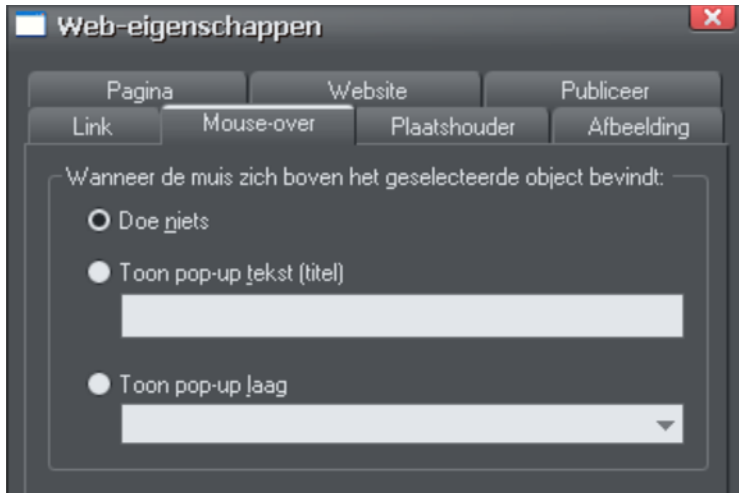 Web-eigenschappen
Pagina Website Publiceer
Link Mouse-over Plaatshouder Afbeelding
Wanneer de muis zich boven het geselecteerde object bevindt:
Doe niets
Toon pop-up tekst (titel)
Toon pop-up laag